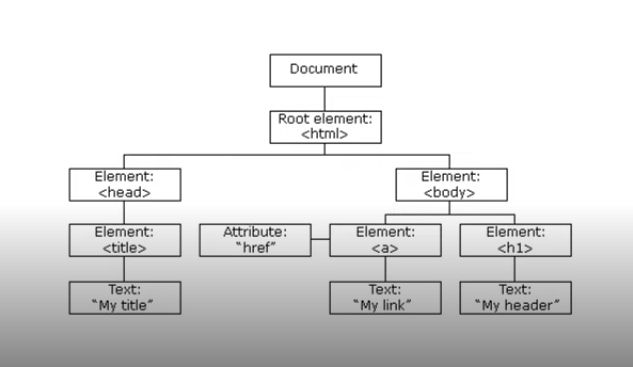 Document
Root element:
<html>
Element:
<head>
Element:
<body>
Element:
<title>
Attribute:
“href”
Element:
<a>
Element:
<h1>
Text:
“My title”
Text:
“My link”
Text:
“My header”